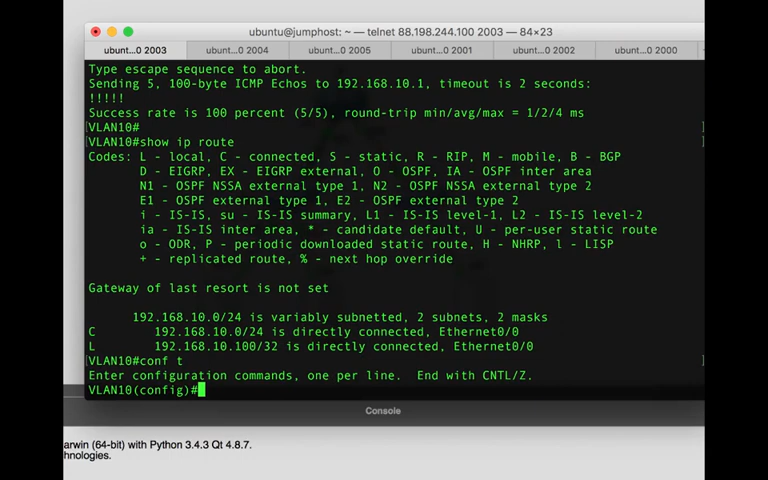 ubuntu@jumphost: ~ — telnet 88.198.244.100 2003 — 84×23
ubunt...0 2003 ubunt...0 2004 ubunt...0 2005 ubunt...0 2001 ubunt...0 2002 ubunt...0 2000
Type escape sequence to abort.
Sending 5, 100-byte ICMP Echos to 192.168.10.1, timeout is 2 seconds:
!!!!!
Success rate is 100 percent (5/5), round-trip min/avg/max = 1/2/4 ms
VLAN10#
VLAN10#show ip route
Codes: L - local, C - connected, S - static, R - RIP, M - mobile, B - BGP
D - EIGRP, EX - EIGRP external, O - OSPF, IA - OSPF inter area
N1 - OSPF NSSA external type 1, N2 - OSPF NSSA external type 2
E1 - OSPF external type 1, E2 - OSPF external type 2
i - IS-IS, su - IS-IS summary, L1 - IS-IS level-1, L2 - IS-IS level-2
ia - IS-IS inter area, * - candidate default, U - per-user static route
o - ODR, P - periodic downloaded static route, H - NHRP, l - LISP
+ - replicated route, % - next hop override
Gateway of last resort is not set
192.168.10.0/24 is variably subnetted, 2 subnets, 2 masks
C 192.168.10.0/24 is directly connected, Ethernet0/0
L 192.168.10.100/32 is directly connected, Ethernet0/0
VLAN10#conf t
Enter configuration commands, one per line. End with CNTL/Z.
VLAN10(config)#
Console
arwin (64-bit) with Python 3.4.3 Qt 4.8.7.
hnologies.